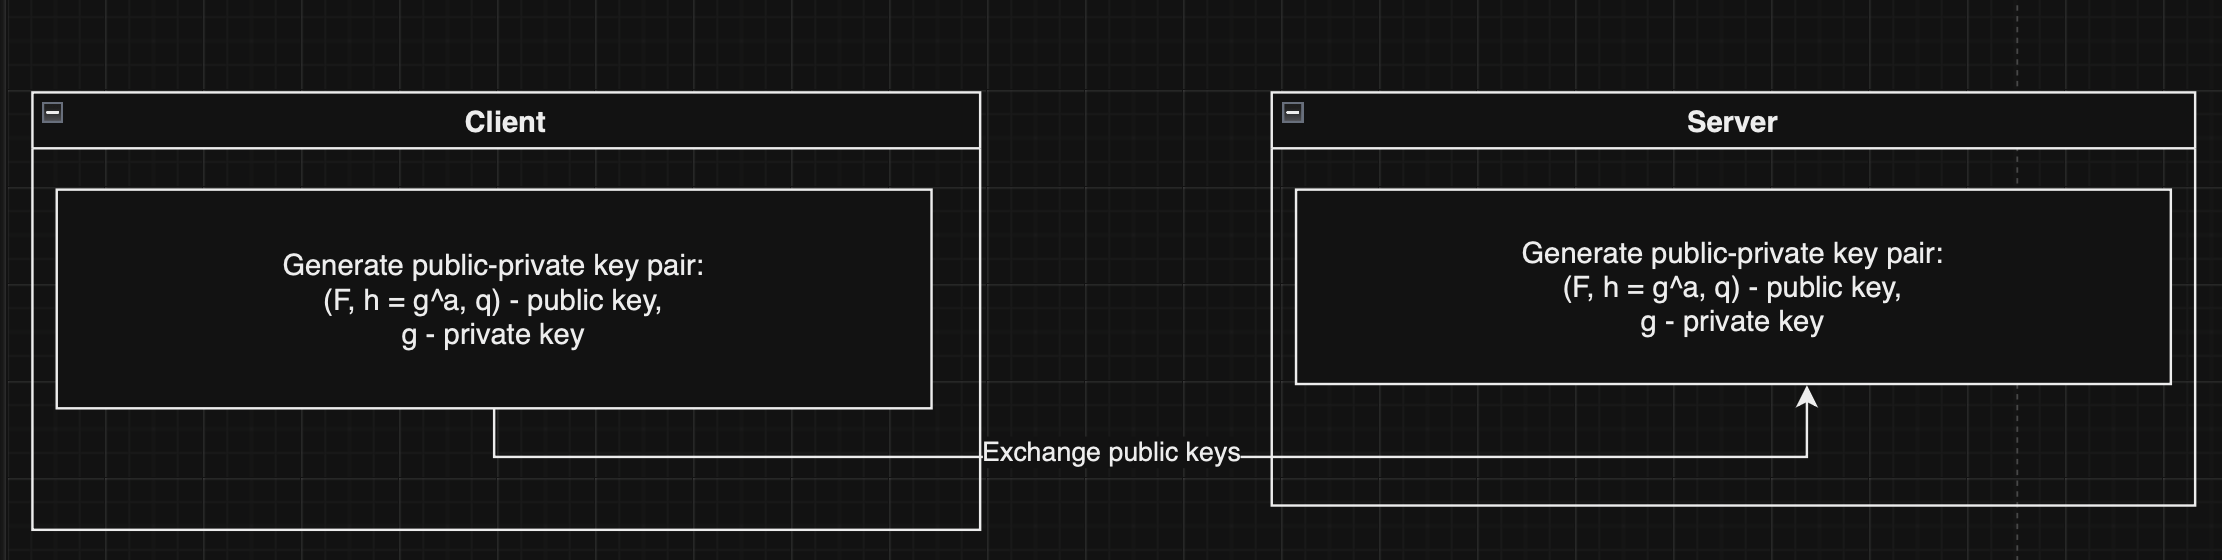 Client
Generate public-private key pair:
(F, h = g^a, q) - public key,
g - private key
Exchange public keys
Server
Generate public-private key pair:
(F, h = g^a, q) - public key,
g - private key